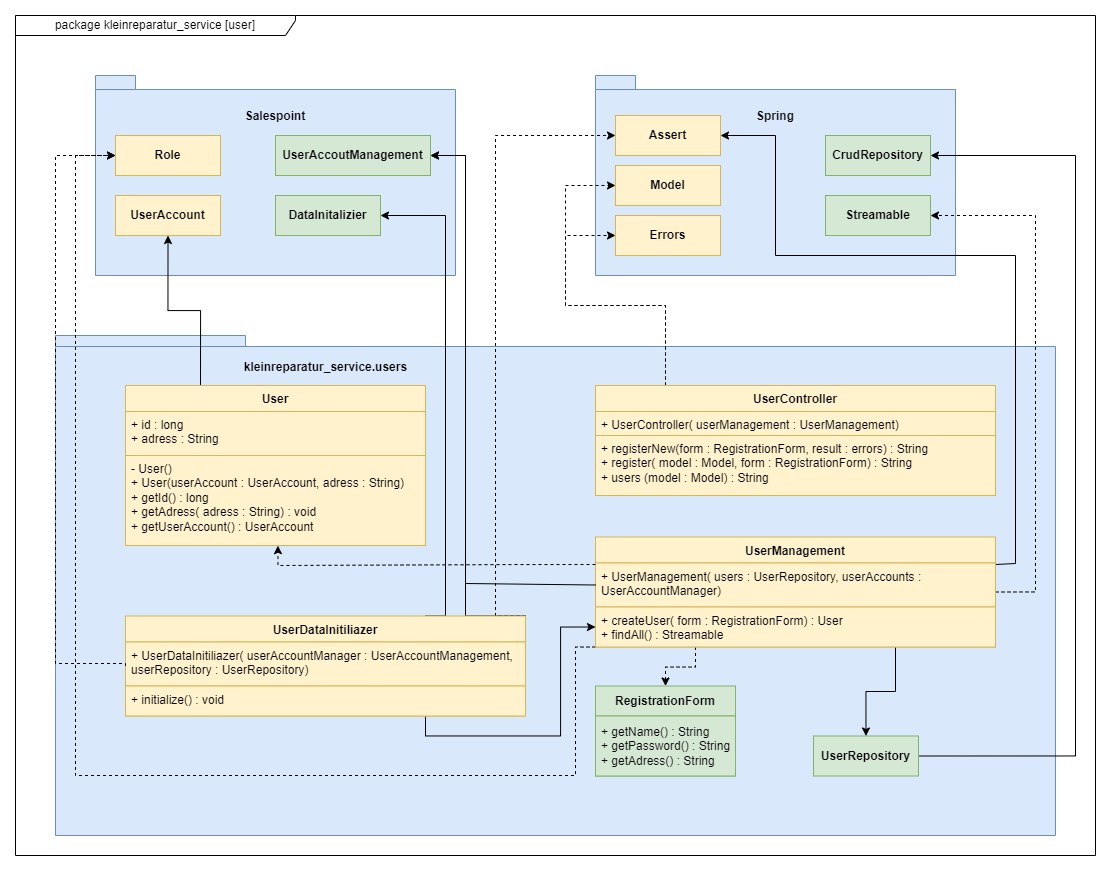 package kleinreparatur_service [user]
Salespoint
Role
UserAccoutManagement
UserAccount
DataInitalizier
Spring
Assert
Model
Errors
CrudRepository
Streamable
kleinreparatur_service.users
User
+ id : long
+ adress : String
- User()
+ User(userAccount : UserAccount, adress : String)
+ getId() : long
+ getAdress( adress : String) : void
+ getUserAccount() : UserAccount
UserController
+ UserController( userManagement : UserManagement)
+ registerNew(form : RegistrationForm, result : errors) : String
+ register( model : Model, form : RegistrationForm) : String
+ users (model : Model) : String
UserManagement
+ UserManagement( users : UserRepository, userAccounts :
UserAccountManager)
+ createUser( form : RegistrationForm) : User
+ findAll() : Streamable
UserDataInitiliazer
+ UserDataInitiliazer( userAccountManager : UserAccountManagement,
userRepository : UserRepository)
+ initialize() : void
RegistrationForm
+ getName() : String
+ getPassword() : String
+ getAdress() : String
UserRepository